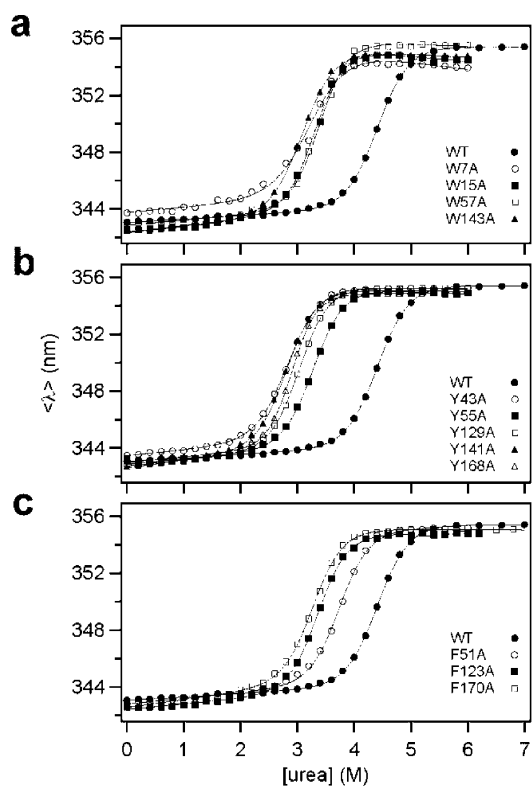 a
356
352
348
344
WT
W7A
W15A
W57A
W143A
b
356
352
348
344
<λ> (nm)
WT
Y43A
Y55A
Y129A
Y141A
Y168A
c
356
352
348
344
WT
F51A
F123A
F170A
0 1 2 3 4 5 6 7
[urea] (M)